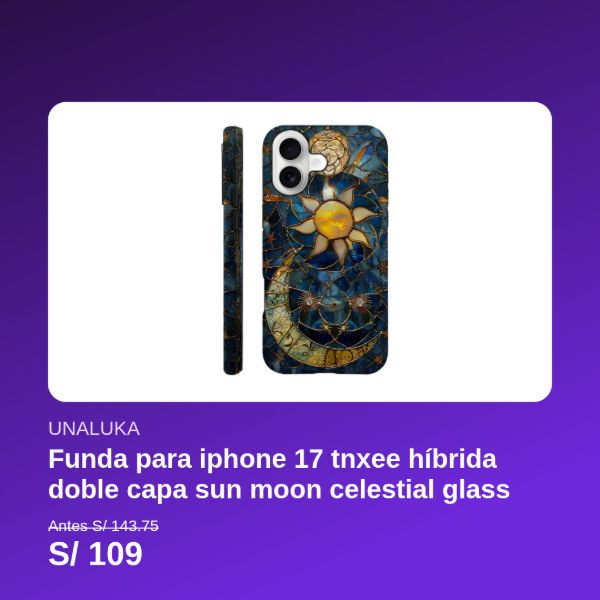 UNALUKA
Funda para iphone 17 tnxee híbrida
doble capa sun moon celestial glass
Antes S/ 143.75
S/ 109